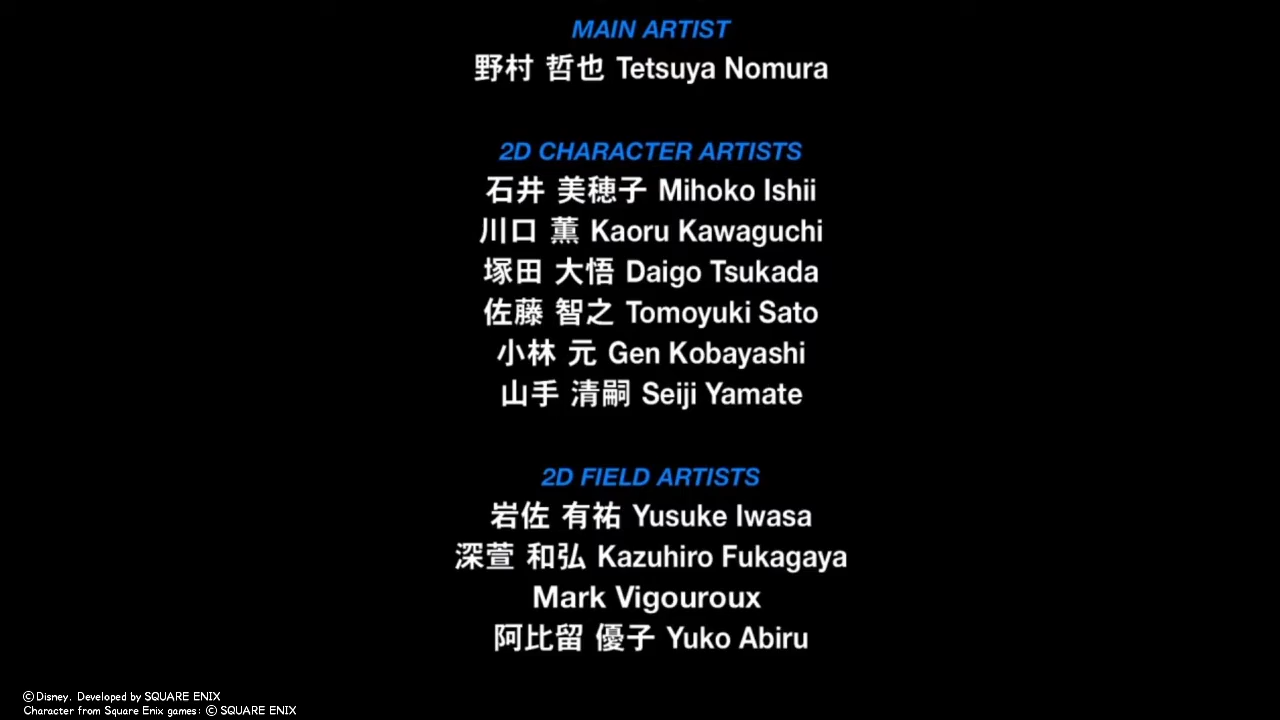 MAIN ARTIST
野村 哲也 Tetsuya Nomura
2D CHARACTER ARTISTS
石井 美穂子 Mihoko Ishii
川口 薫 Kaoru Kawaguchi
塚田 大悟 Daigo Tsukada
佐藤 智之 Tomoyuki Sato
小林 元 Gen Kobayashi
山手 清嗣 Seiji Yamate
2D FIELD ARTISTS
岩佐 有祐 Yusuke Iwasa
深萱 和弘 Kazuhiro Fukagaya
Mark Vigouroux
阿比留 優子 Yuko Abiru
©Disney. Developed by SQUARE ENIX
Character from Square Enix games: © SQUARE ENIX